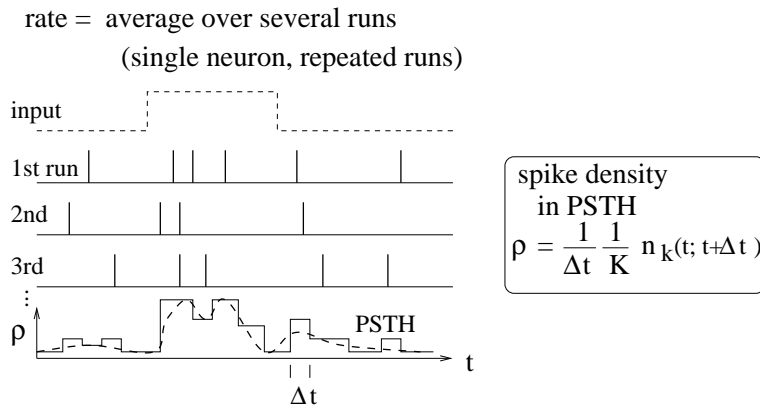 rate = average over several runs
(single neuron, repeated runs)
input
1st run
2nd
3rd
...
ρ
PSTH
t
Δt
spike density
in PSTH
ρ = 1/Δt 1/K n_k(t; t+Δt)